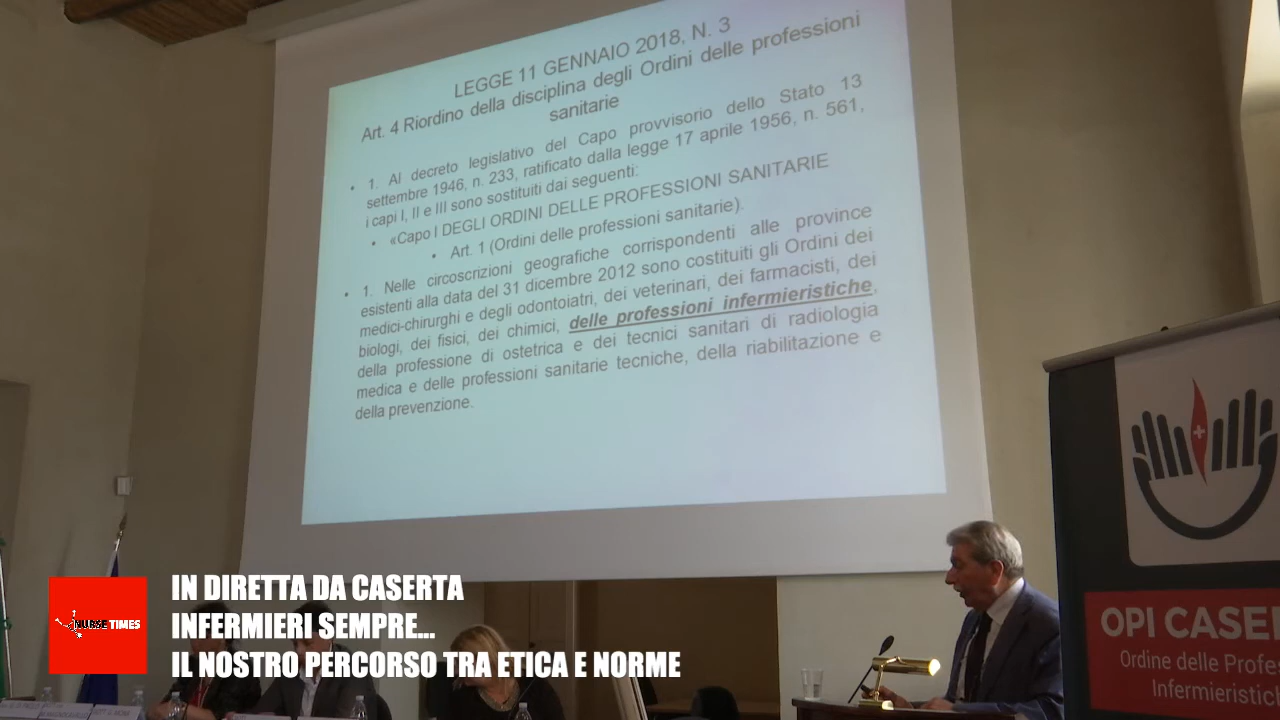 LEGGE 11 GENNAIO 2018, N. 3
Art. 4 Riordino della disciplina degli Ordini delle professioni
sanitarie
• 1. Al decreto legislativo del Capo provvisorio dello Stato 13
settembre 1946, n. 233, ratificato dalla legge 17 aprile 1956, n. 561,
i capi I, II e III sono sostituiti dai seguenti:
• «Capo I DEGLI ORDINI DELLE PROFESSIONI SANITARIE
• Art. 1 (Ordini delle professioni sanitarie).
• 1. Nelle circoscrizioni geografiche corrispondenti alle province
esistenti alla data del 31 dicembre 2012 sono costituiti gli Ordini dei
medici-chirurghi e degli odontoiatri, dei veterinari, dei farmacisti, dei
biologi, dei fisici, dei chimici, delle professioni infermieristiche,
della professione di ostetrica e dei tecnici sanitari di radiologia
medica e delle professioni sanitarie tecniche, della riabilitazione e
della prevenzione.
NURSE TIMES
IN DIRETTA DA CASERTA
INFERMIERI SEMPRE...
IL NOSTRO PERCORSO TRA ETICA E NORME
OPI CASE
Ordine delle Profe
Infermieristic